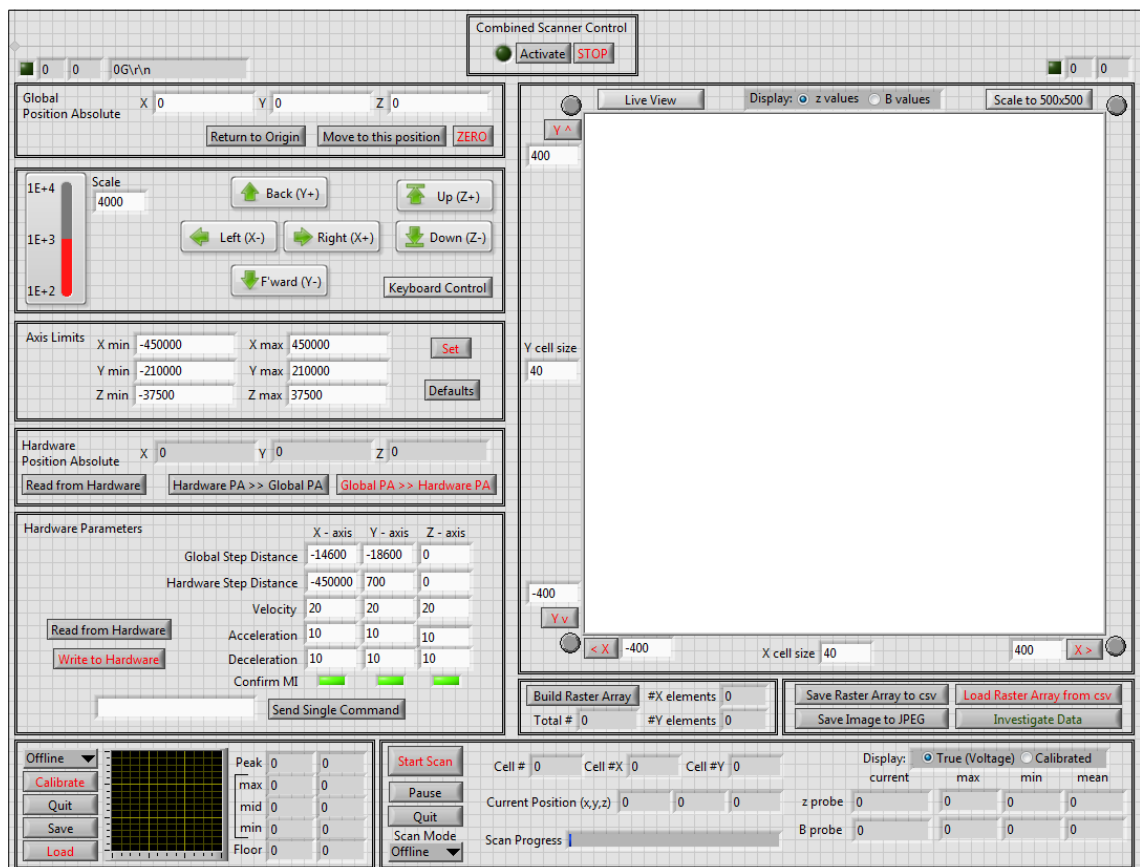 Combined Scanner Control
Activate STOP
0 0 0G\r\n
0 0
Global
Position Absolute X 0 Y 0 Z 0
Return to Origin Move to this position ZERO
1E+4
1E+3
1E+2
Scale
4000
Back (Y+)
Up (Z+)
Left (X-) Right (X+) Down (Z-)
F'ward (Y-)
Keyboard Control
Axis Limits
X min -450000 X max 450000 Set
Y min -210000 Y max 210000
Z min -37500 Z max 37500 Defaults
Hardware
Position Absolute X 0 Y 0 Z 0
Read from Hardware Hardware PA >> Global PA Global PA >> Hardware PA
Hardware Parameters
X - axis Y - axis Z - axis
Global Step Distance -14600 -18600 0
Hardware Step Distance -450000 700 0
Velocity 20 20 20
Read from Hardware
Acceleration 10 10 10
Write to Hardware
Deceleration 10 10 10
Confirm MI
Send Single Command
Live View Display: z values B values Scale to 500x500
Y ^
400
Y cell size
40
-400
Y v
< X -400 X cell size 40 400 X >
Build Raster Array #X elements 0
Total # 0 #Y elements 0
Save Raster Array to csv Load Raster Array from csv
Save Image to JPEG Investigate Data
Offline
Calibrate
Quit
Save
Load
Peak 0 0
max 0 0
mid 0 0
min 0 0
Floor 0 0
Start Scan
Pause
Quit
Scan Mode
Offline
Cell # 0 Cell #X 0 Cell #Y 0
Current Position (x,y,z) 0 0 0
Scan Progress
Display: True (Voltage) Calibrated
current max min mean
z probe 0 0 0 0
B probe 0 0 0 0